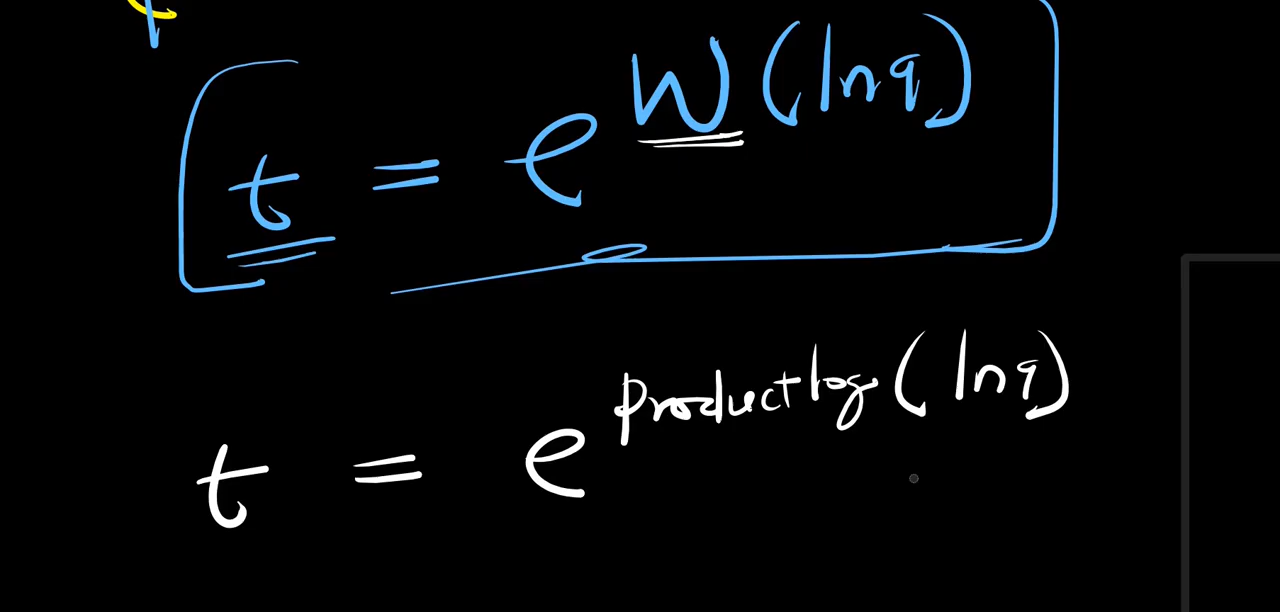 t = e^W(ln9)
t = e^productlog(ln9)